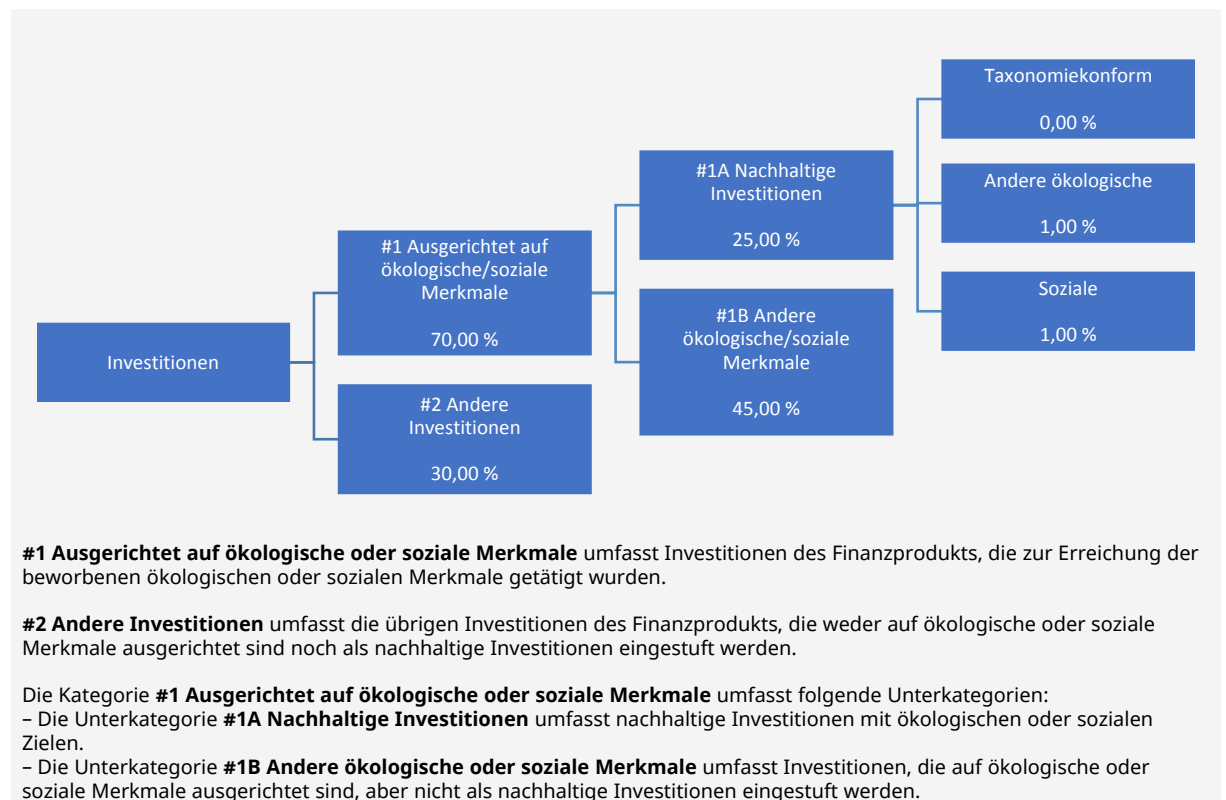 Taxonomiekonform
0,00 %
Andere ökologische
1,00 %
Soziale
1,00 %
#1A Nachhaltige
Investitionen
25,00 %
#1B Andere
ökologische/soziale
Merkmale
45,00 %
#1 Ausgerichtet auf
ökologische/soziale
Merkmale
70,00 %
#2 Andere
Investitionen
30,00 %
Investitionen
#1 Ausgerichtet auf ökologische oder soziale Merkmale umfasst Investitionen des Finanzprodukts, die zur Erreichung der
beworbenen ökologischen oder sozialen Merkmale getätigt wurden.
#2 Andere Investitionen umfasst die übrigen Investitionen des Finanzprodukts, die weder auf ökologische oder soziale
Merkmale ausgerichtet sind noch als nachhaltige Investitionen eingestuft werden.
Die Kategorie #1 Ausgerichtet auf ökologische oder soziale Merkmale umfasst folgende Unterkategorien:
– Die Unterkategorie #1A Nachhaltige Investitionen umfasst nachhaltige Investitionen mit ökologischen oder sozialen
Zielen.
– Die Unterkategorie #1B Andere ökologische oder soziale Merkmale umfasst Investitionen, die auf ökologische oder
soziale Merkmale ausgerichtet sind, aber nicht als nachhaltige Investitionen eingestuft werden.